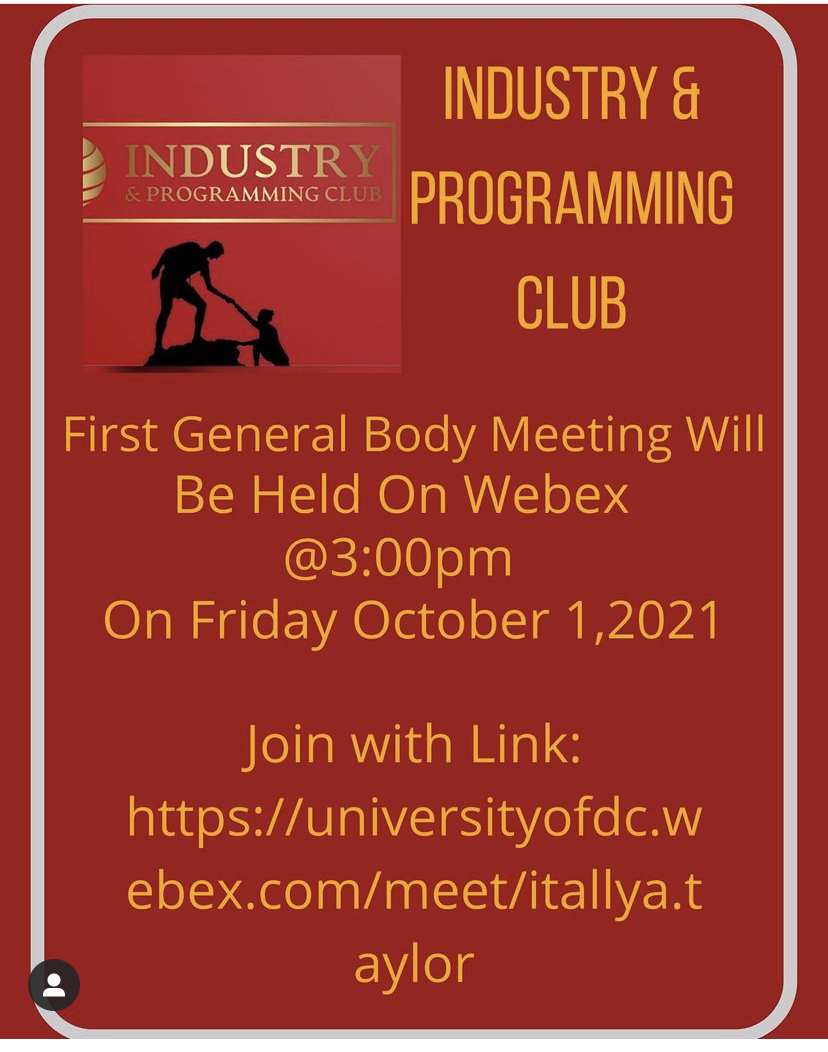 INDUSTRY
& PROGRAMMING CLUB
INDUSTRY &
PROGRAMMING
CLUB
First General Body Meeting Will
Be Held On Webex
@3:00pm
On Friday October 1,2021
Join with Link:
https://universityofdc.w
ebex.com/meet/itallya.t
aylor